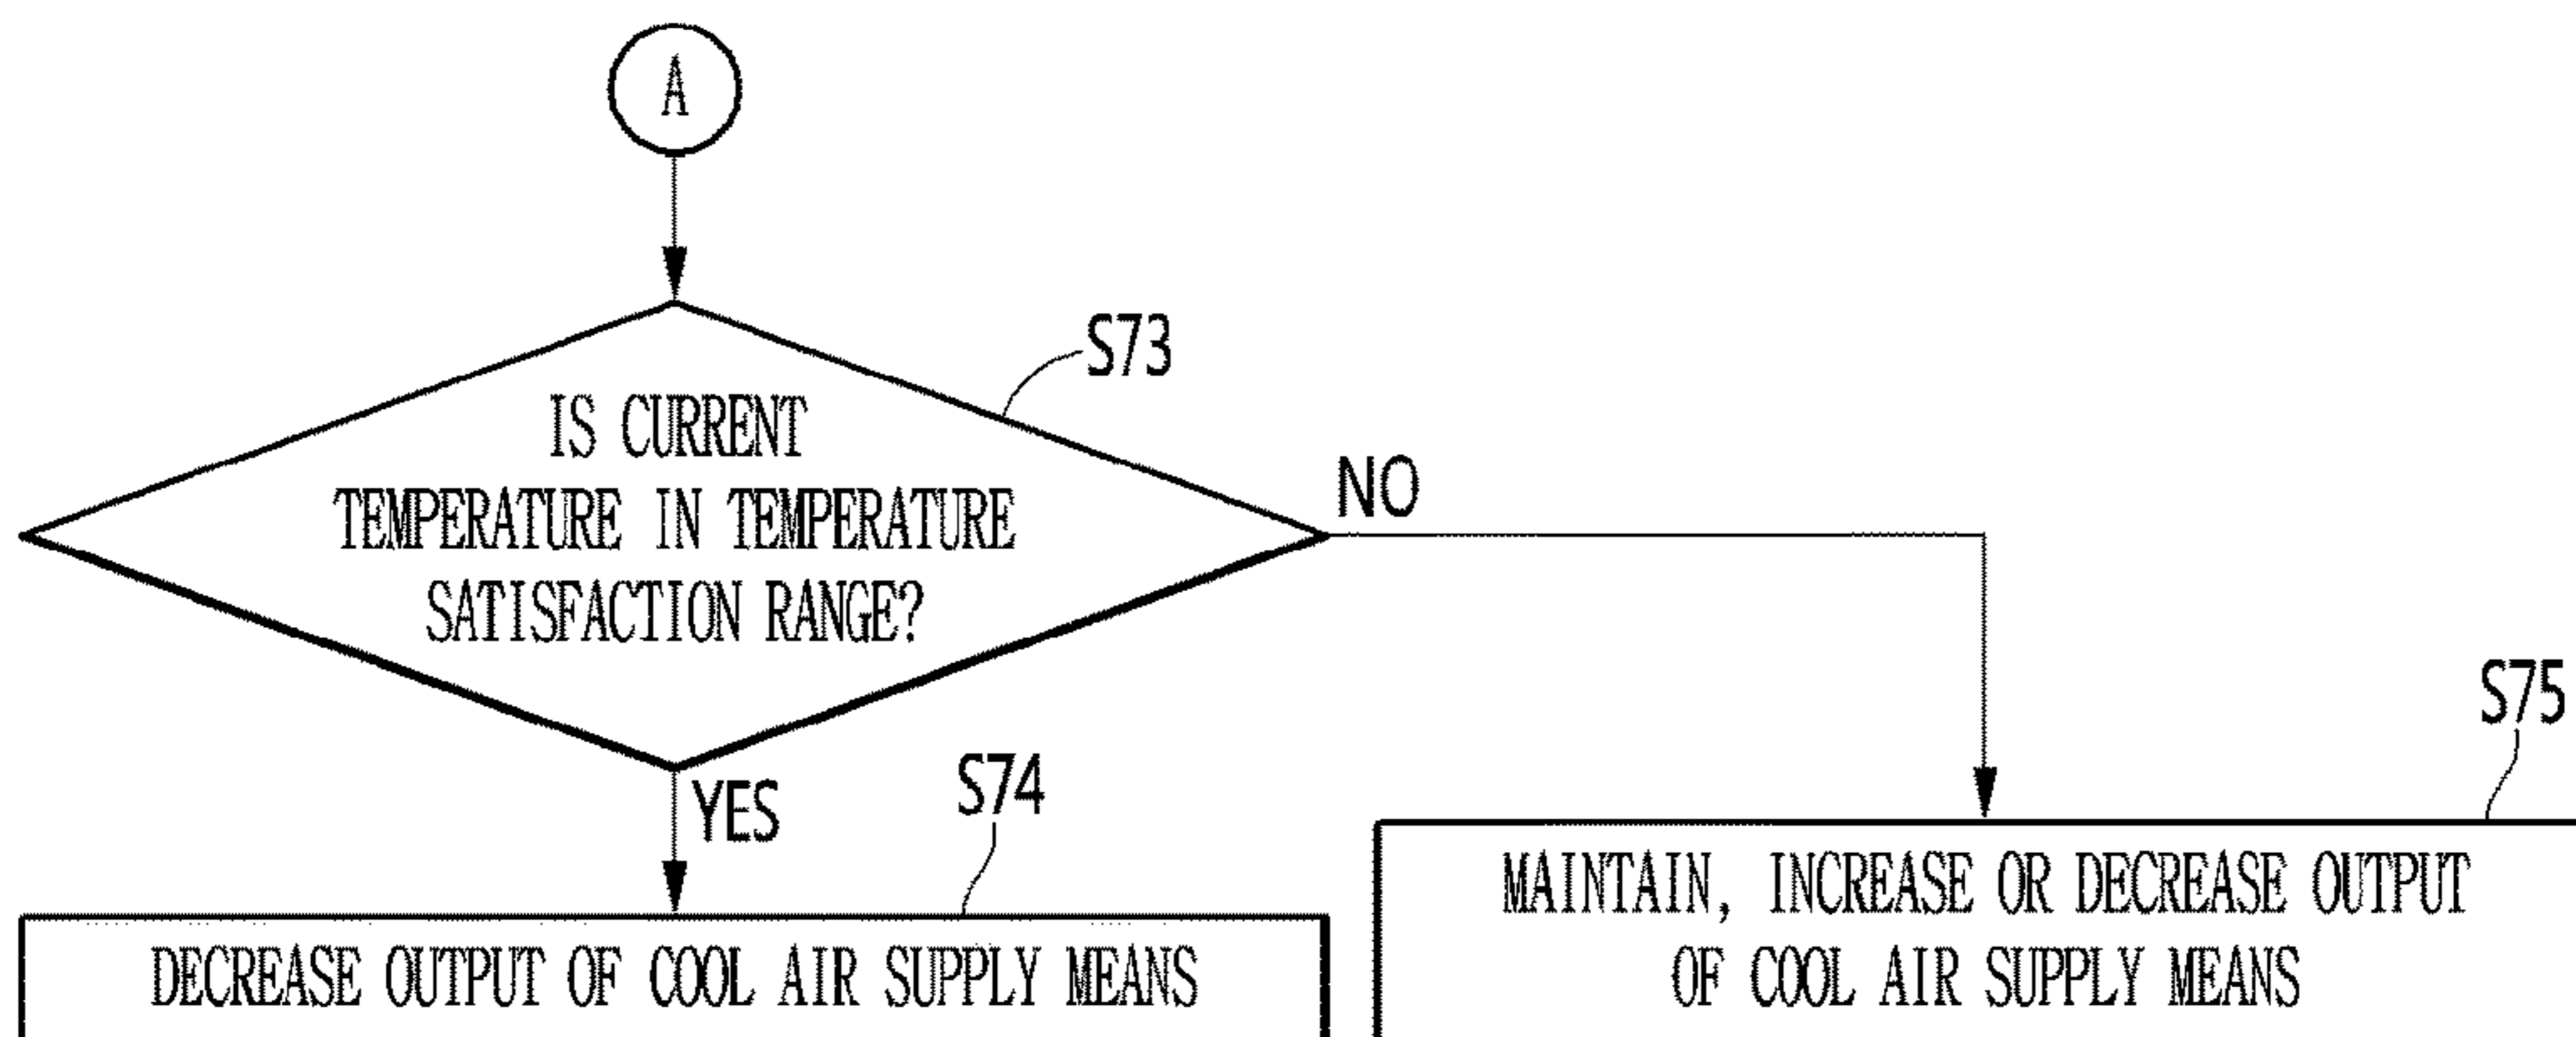 A
S73
IS CURRENT
TEMPERATURE IN TEMPERATURE
SATISFACTION RANGE?
NO
YES
S74
S75
DECREASE OUTPUT OF COOL AIR SUPPLY MEANS
MAINTAIN, INCREASE OR DECREASE OUTPUT
OF COOL AIR SUPPLY MEANS